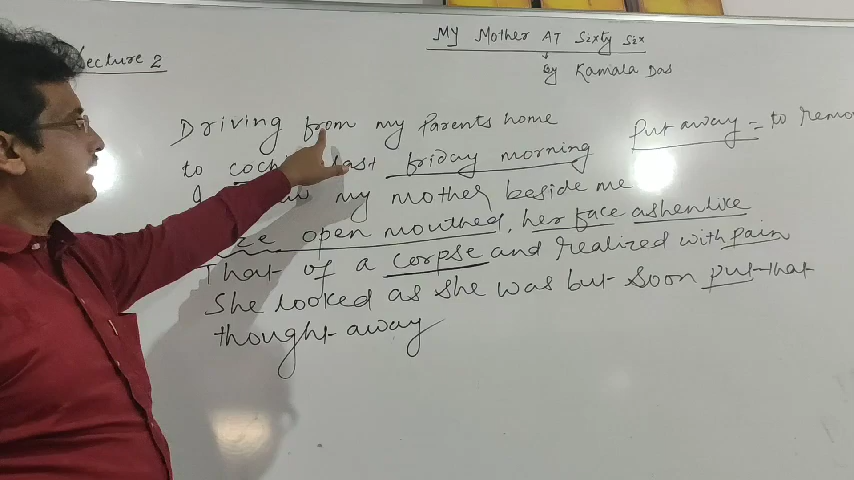 Lecture 2
MY Mother AT Sixty Six
by Kamala Das
Driving from my Parents home
Put away = to remo
to coch last friday morning
I my mother beside me
open mouthed, her face ashenlike
That of a corpse and realized with pain
She looked as she was but soon put that
thought away